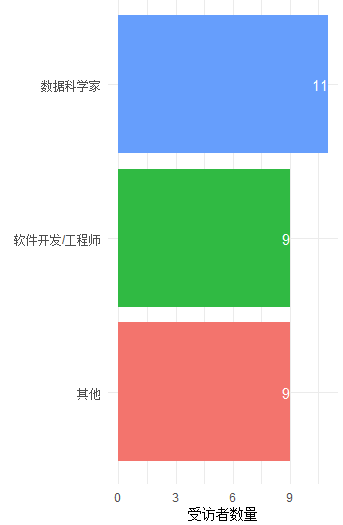 数据科学家
11
软件开发/工程师
9
其他
9
0 3 6 9
受访者数量